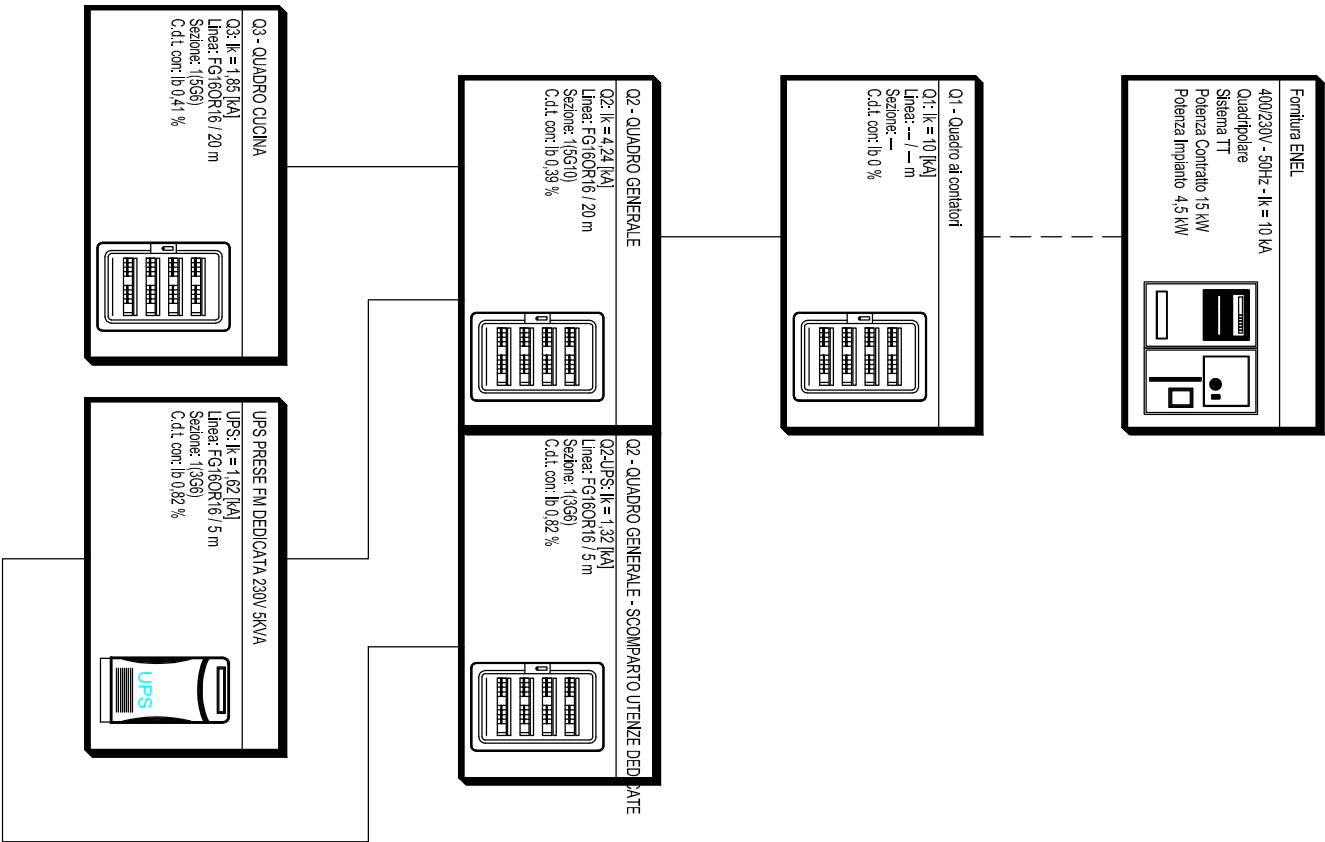 Fornitura ENEL
400/230V - 50Hz - Ik = 10 kA
Quadripolare
Sistema TT
Potenza Contratto 15 kW
Potenza Impianto 4,5 kW
Q1 - Quadro ai contatori
Q1: Ik = 10 [kA]
Linea: --- / --- m
Sezione: ---
C.d.t. con: Ib 0 %
Q2 - QUADRO GENERALE
Q2: Ik = 4,24 [kA]
Linea: FG16OR16 / 20 m
Sezione: 1(5G10)
C.d.t. con: Ib 0,39 %
Q2 - QUADRO GENERALE - SCOMPARTO UTENZE DEDICATE
Q2-UPS: Ik = 1,32 [kA]
Linea: FG16OR16 / 5 m
Sezione: 1(3G6)
C.d.t. con: Ib 0,82 %
Q3 - QUADRO CUCINA
Q3: Ik = 1,85 [kA]
Linea: FG16OR16 / 20 m
Sezione: 1(5G6)
C.d.t. con: Ib 0,41 %
UPS PRESE FM DEDICATA 230V 5KVA
UPS: Ik = 1,62 [kA]
Linea: FG16OR16 / 5 m
Sezione: 1(3G6)
C.d.t. con: Ib 0,82 %
UPS